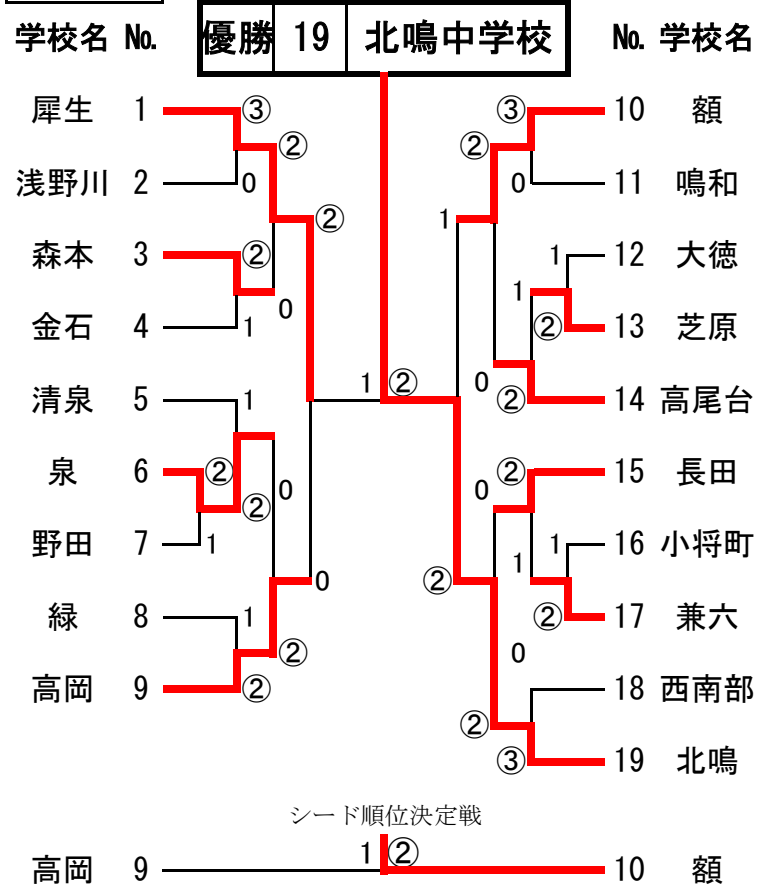 優勝 19 北鳴中学校
学校名 No. No. 学校名
犀生 1 ③ ③ 10 額
② ②
浅野川 2 0 0 11 鳴和
② 1
森本 3 ② 1 12 大徳
1
0
金石 4 1 ② 13 芝原
1 ② 0
清泉 5 1 ② 14 高尾台
泉 6 ② ② 15 長田
0 0
②
野田 7 1 1 16 小将町
1
0 ②
緑 8 1 ② 17 兼六
② 0
高岡 9 ② 18 西南部
②
③ 19 北鳴
シード順位決定戦
1 ②
高岡 9 10 額